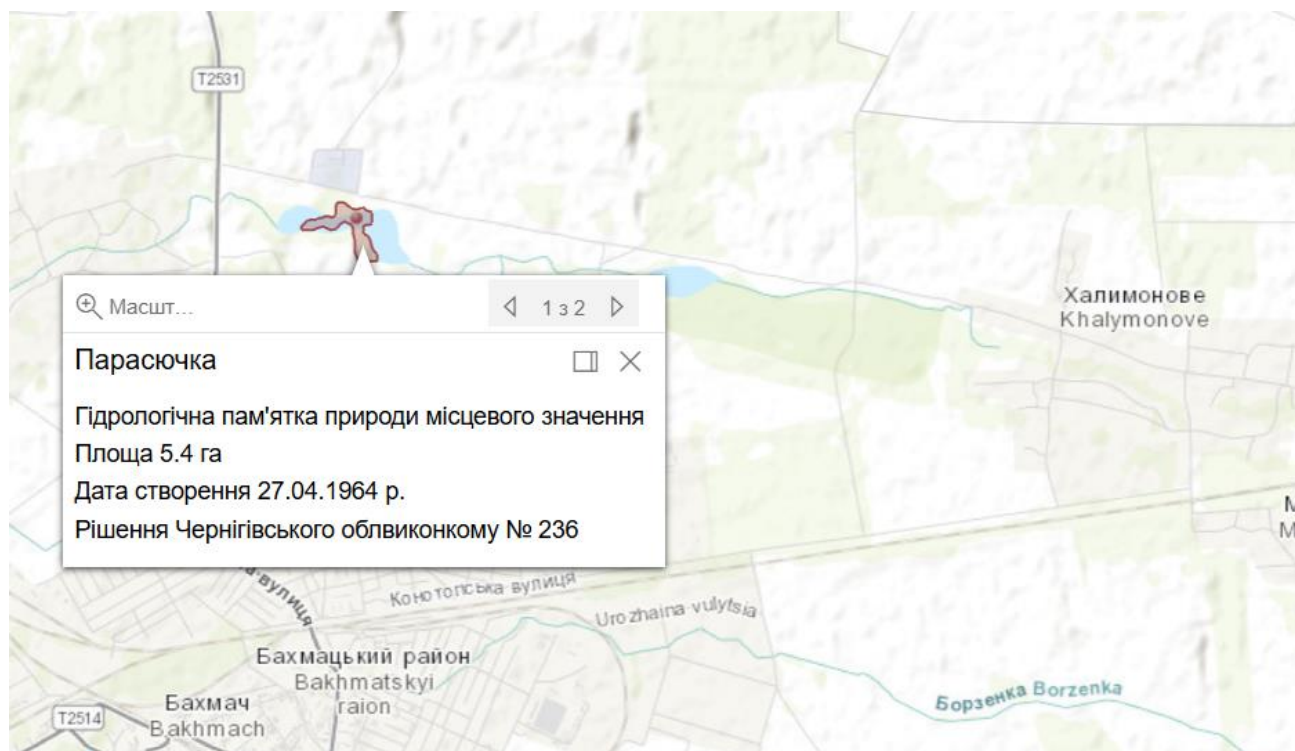 T2531
Масшт...
1 з 2
Парасючка
Гідрологічна пам'ятка природи місцевого значення
Площа 5.4 га
Дата створення 27.04.1964 р.
Рішення Чернігівського облвиконкому № 236
Халимонове
Khalymonove
М
M
вулиця
Конотопська вулиця
Urozhaina vulytsia
Бахмацький район
Bakhmatskyi
raion
Бахмач
Bakhmach
T2514
Борзенка Borzenka